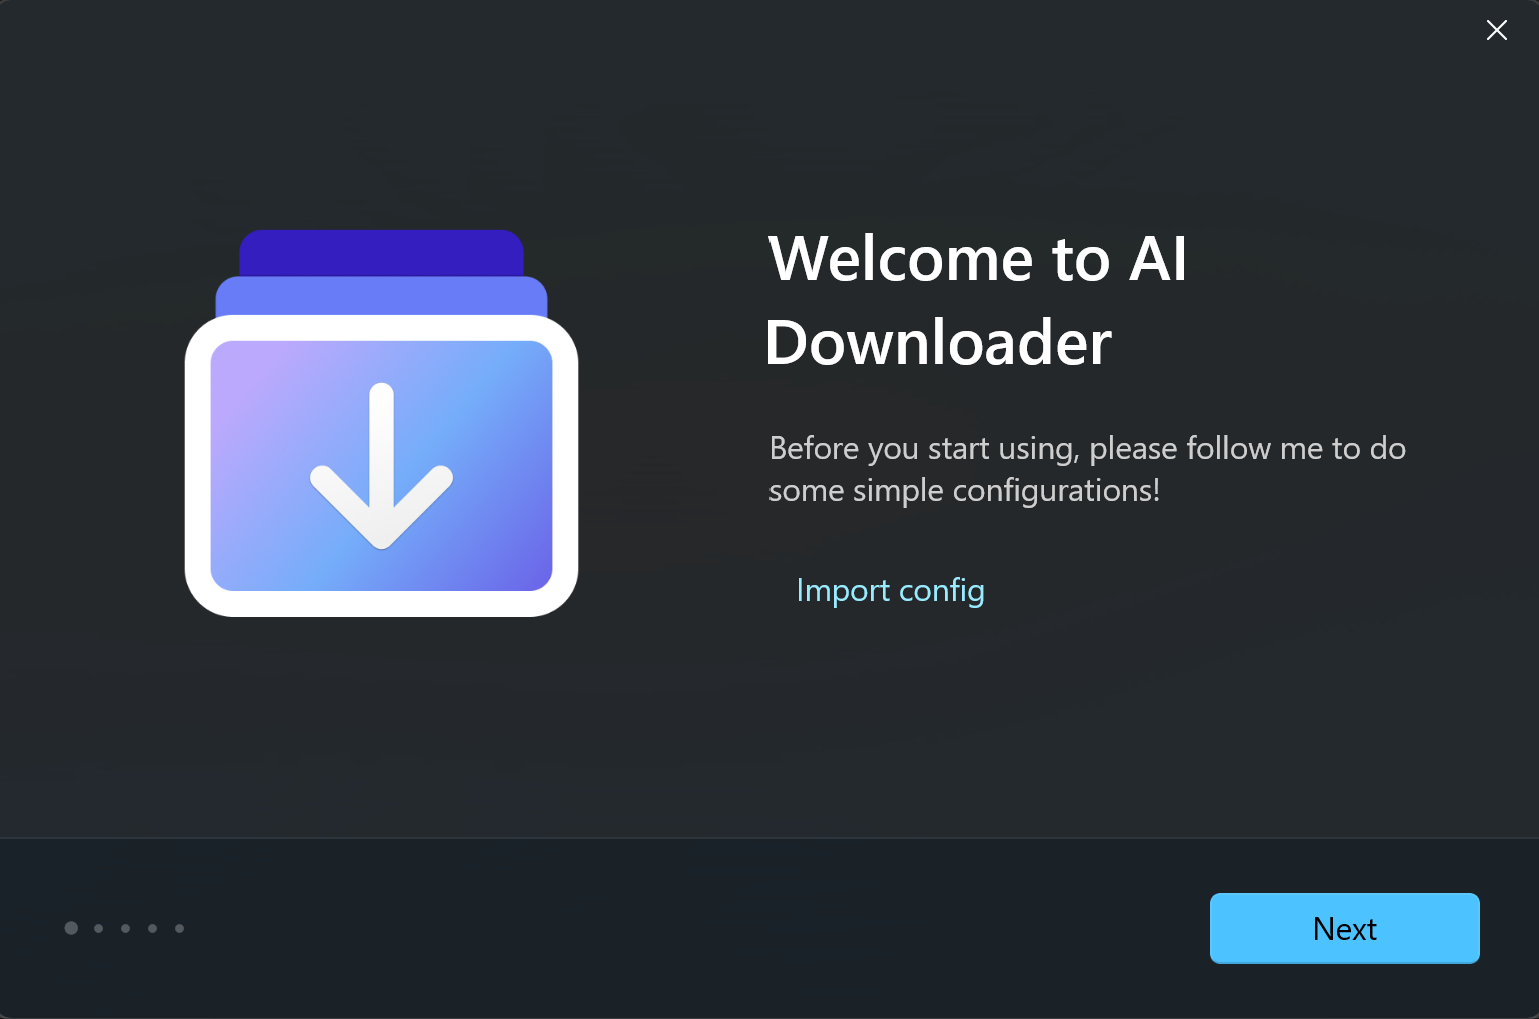 Welcome to AI
Downloader
Before you start using, please follow me to do
some simple configurations!
Import config
Next